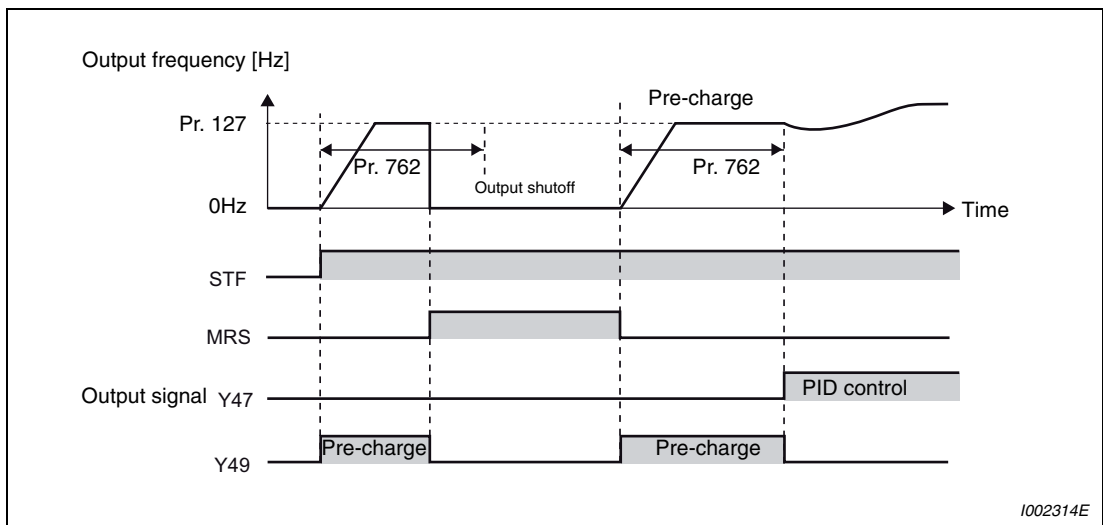 Output frequency [Hz]
Pre-charge
Pr. 127
Pr. 762
Pr. 762
Output shutoff
0Hz
Time
STF
MRS
Output signal Y47
PID control
Pre-charge
Pre-charge
Y49
I002314E